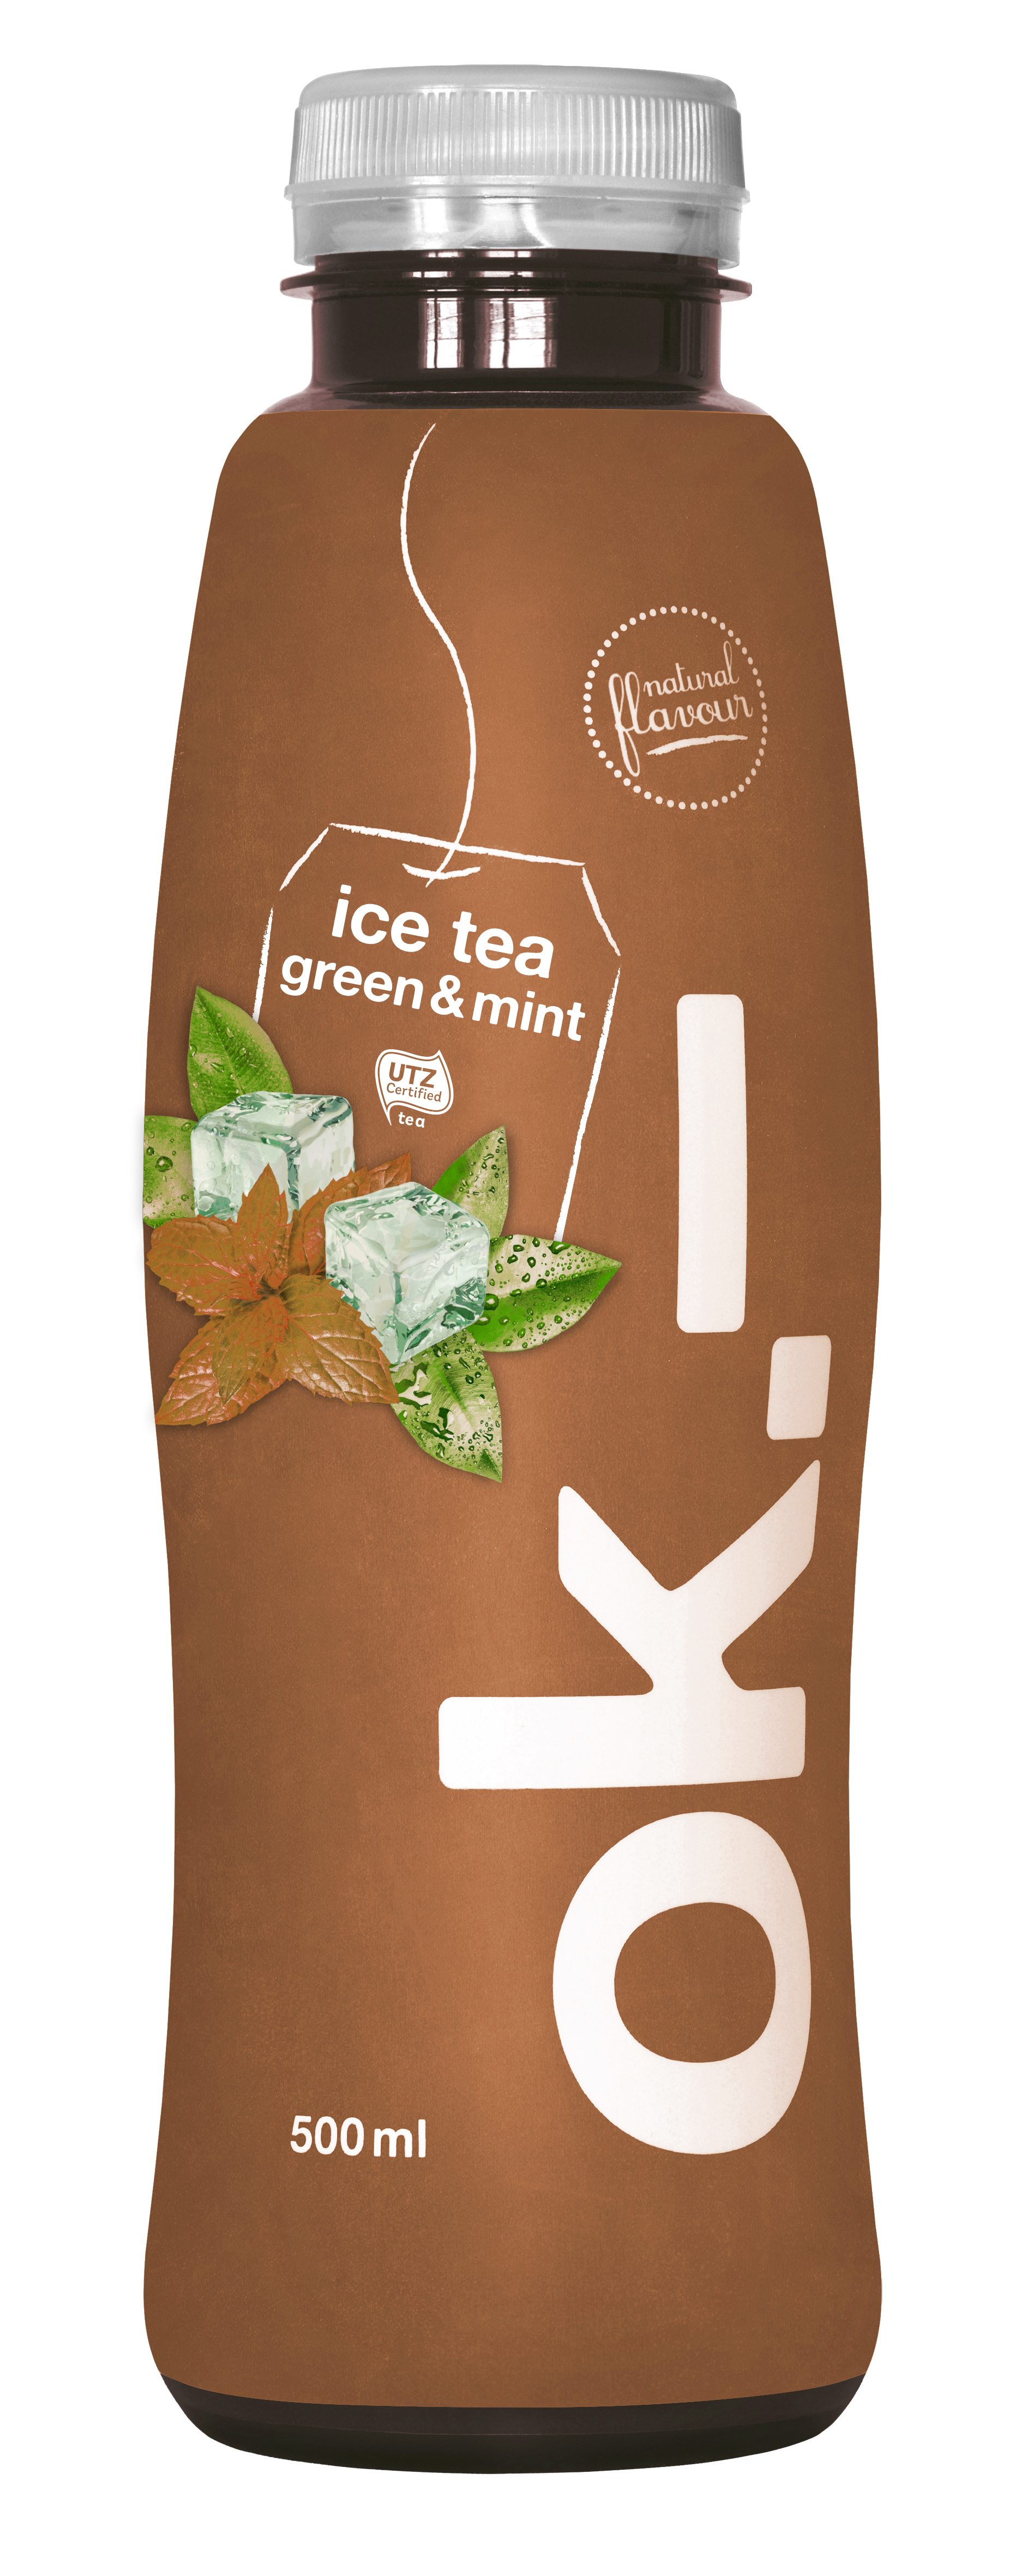 natural
flavour
ice tea
green & mint
UTZ
Certified
tea
ok.–
500 ml